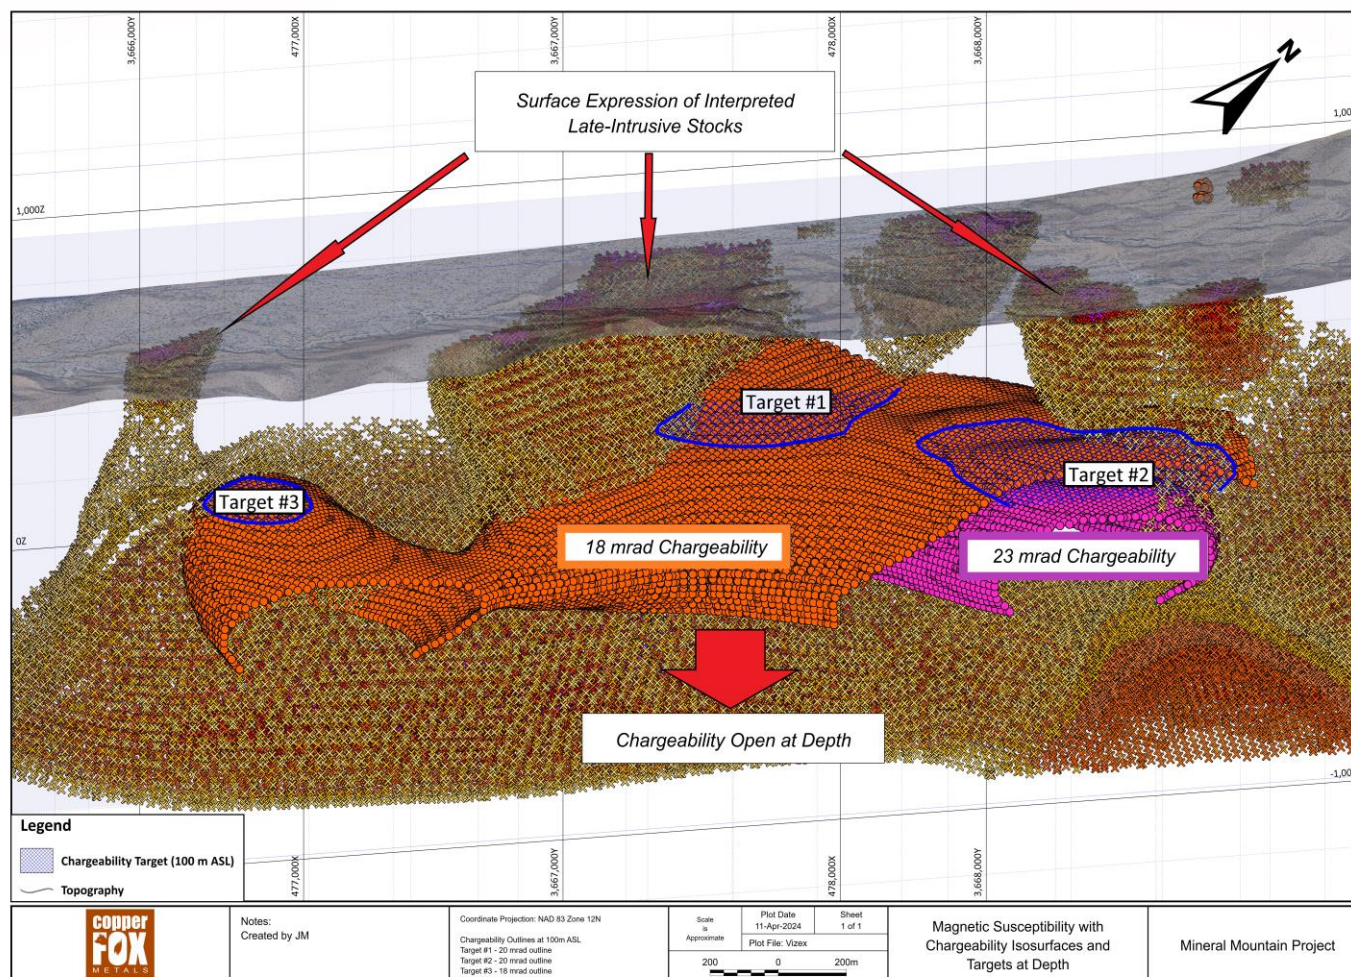 3,666,000Y
477,000X
3,667,000Y
478,000X
3,668,000Y
N
Surface Expression of Interpreted
Late-Intrusive Stocks
1,00
1,000Z
Target #1
Target #2
Target #3
0Z
18 mrad Chargeability
23 mrad Chargeability
Chargeability Open at Depth
-1,00
Legend
Chargeability Target (100 m ASL)
Topography
477,000X
3,667,000Y
478,000X
3,668,000Y
copper
FOX
METALS
Notes:
Created by JM
Coordinate Projection: NAD 83 Zone 12N
Chargeability Outlines at 100m ASL
Target #1 - 20 mrad outline
Target #2 - 20 mrad outline
Target #3 - 18 mrad outline
Scale
is
Approximate
Plot Date
11-Apr-2024
Sheet
1 of 1
Plot File: Vizex
200 0 200m
Magnetic Susceptibility with
Chargeability Isosurfaces and
Targets at Depth
Mineral Mountain Project